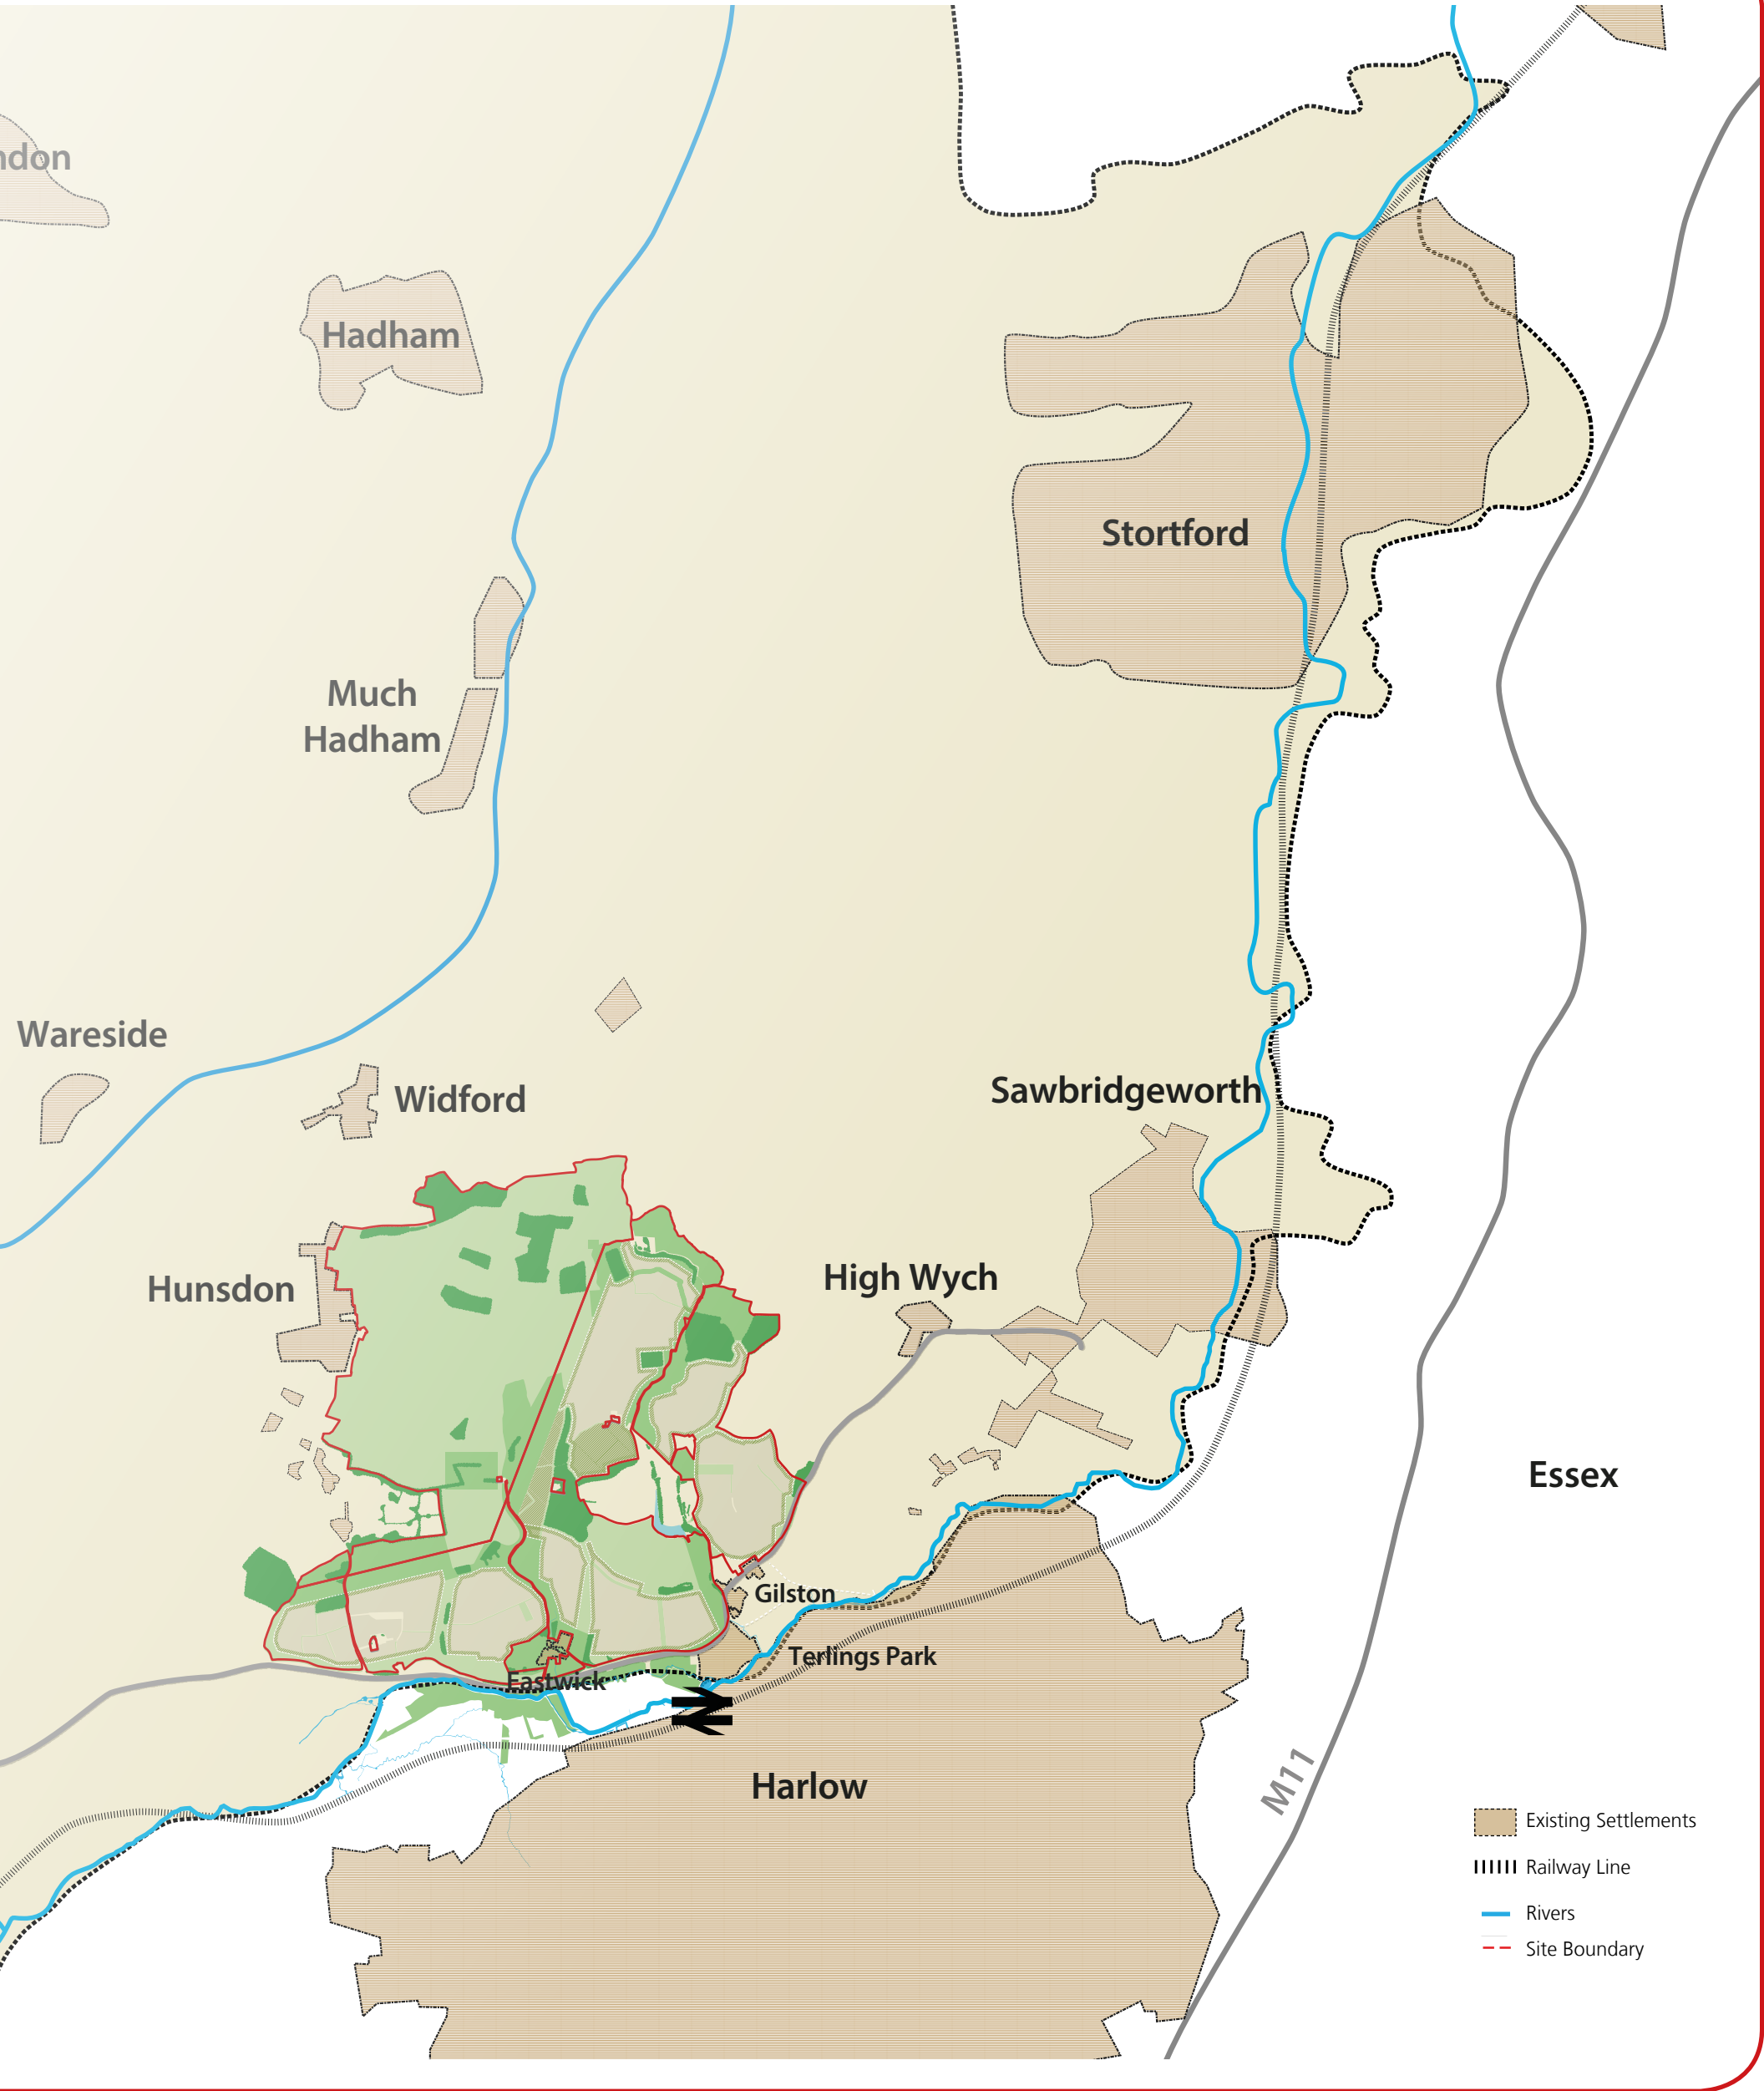 Hadham
Stortford
Much
Hadham
Wareside
Sawbridgeworth
Widford
High Wych
Hunsdon
Essex
Gilston
Terlings Park
Eastwick
Harlow
M11
Existing Settlements
Railway Line
Rivers
Site Boundary